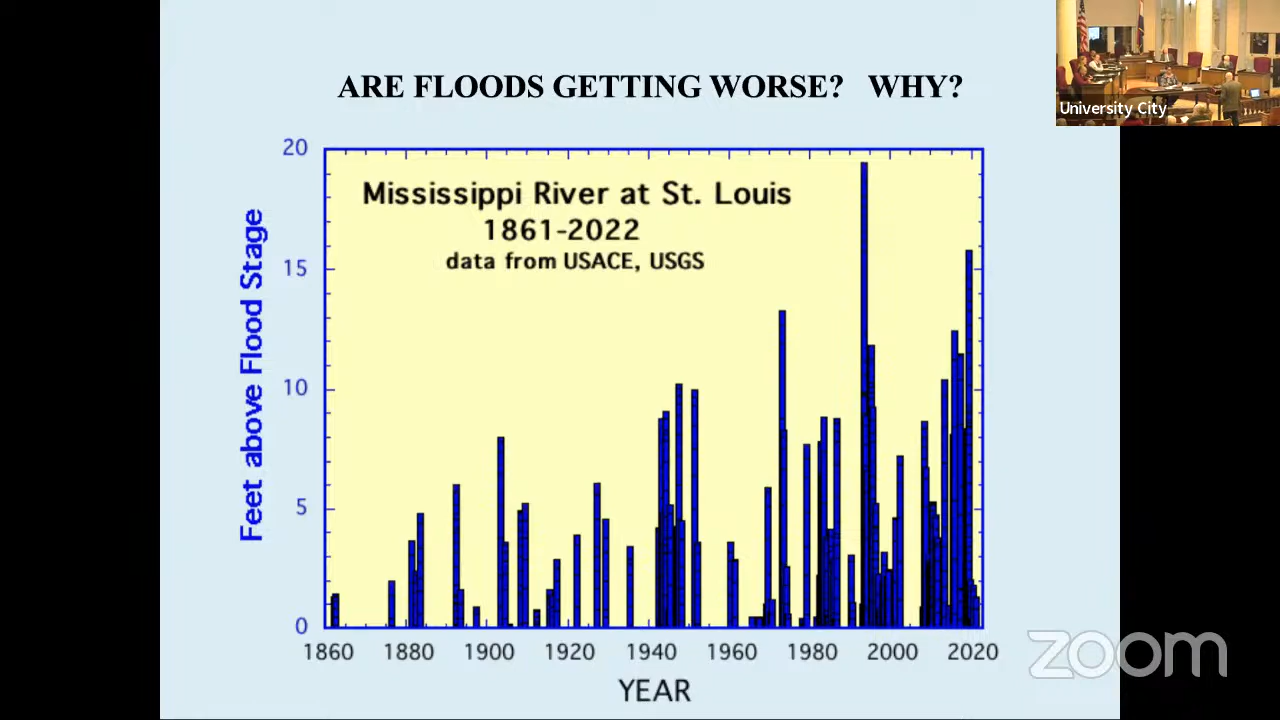 ARE FLOODS GETTING WORSE? WHY?
University City
Mississippi River at St. Louis
1861-2022
data from USACE, USGS
Feet above Flood Stage
20
15
10
5
0
1860 1880 1900 1920 1940 1960 1980 2000 2020
YEAR
zoom